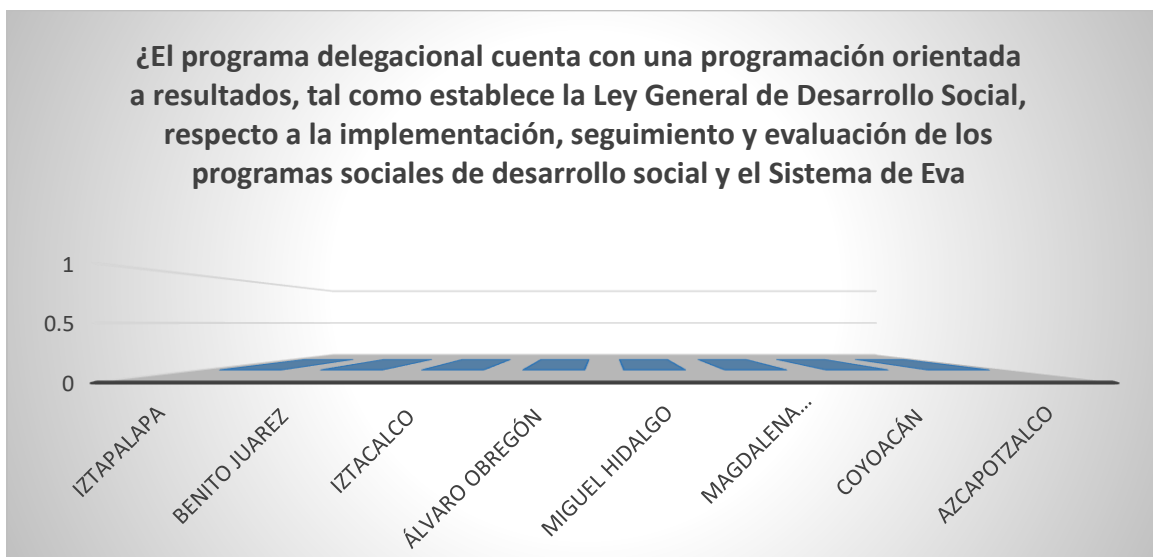 ¿El programa delegacional cuenta con una programación orientada
a resultados, tal como establece la Ley General de Desarrollo Social,
respecto a la implementación, seguimiento y evaluación de los
programas sociales de desarrollo social y el Sistema de Eva
1
0.5
0
IZTAPALAPA
BENITO JUAREZ
IZTACALCO
ÁLVARO OBREGÓN
MIGUEL HIDALGO
MAGDALENA…
COYOACÁN
AZCAPOTZALCO